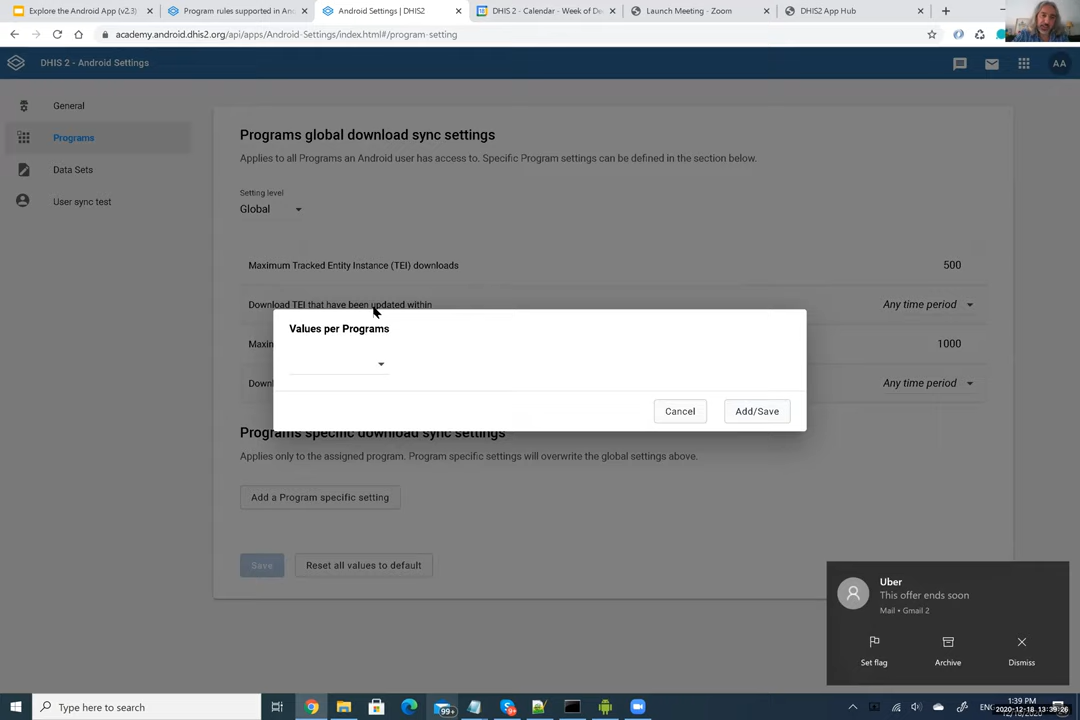 Explore the Android App (v2.3)
Program rules supported in An
Android Settings | DHIS2
DHIS 2 - Calendar - Week of De
Launch Meeting - Zoom
DHIS2 App Hub
academy.android.dhis2.org/api/apps/Android-Settings/index.html#/program-setting
DHIS 2 - Android Settings
AA
General
Programs
Data Sets
User sync test
Programs global download sync settings
Applies to all Programs an Android user has access to. Specific Program settings can be defined in the section below.
Setting level
Global
Maximum Tracked Entity Instance (TEI) downloads
500
Download TEI that have been updated within
Any time period
Values per Programs
Maxin
1000
Downl
Any time period
Cancel
Add/Save
Programs specific download sync settings
Applies only to the assigned program. Program specific settings will overwrite the global settings above.
Add a Program specific setting
Save
Reset all values to default
Uber
This offer ends soon
Mail • Gmail 2
Set flag
Archive
Dismiss
Type here to search
99+
ENG
1:39 PM
2020-12-18 13:39:26